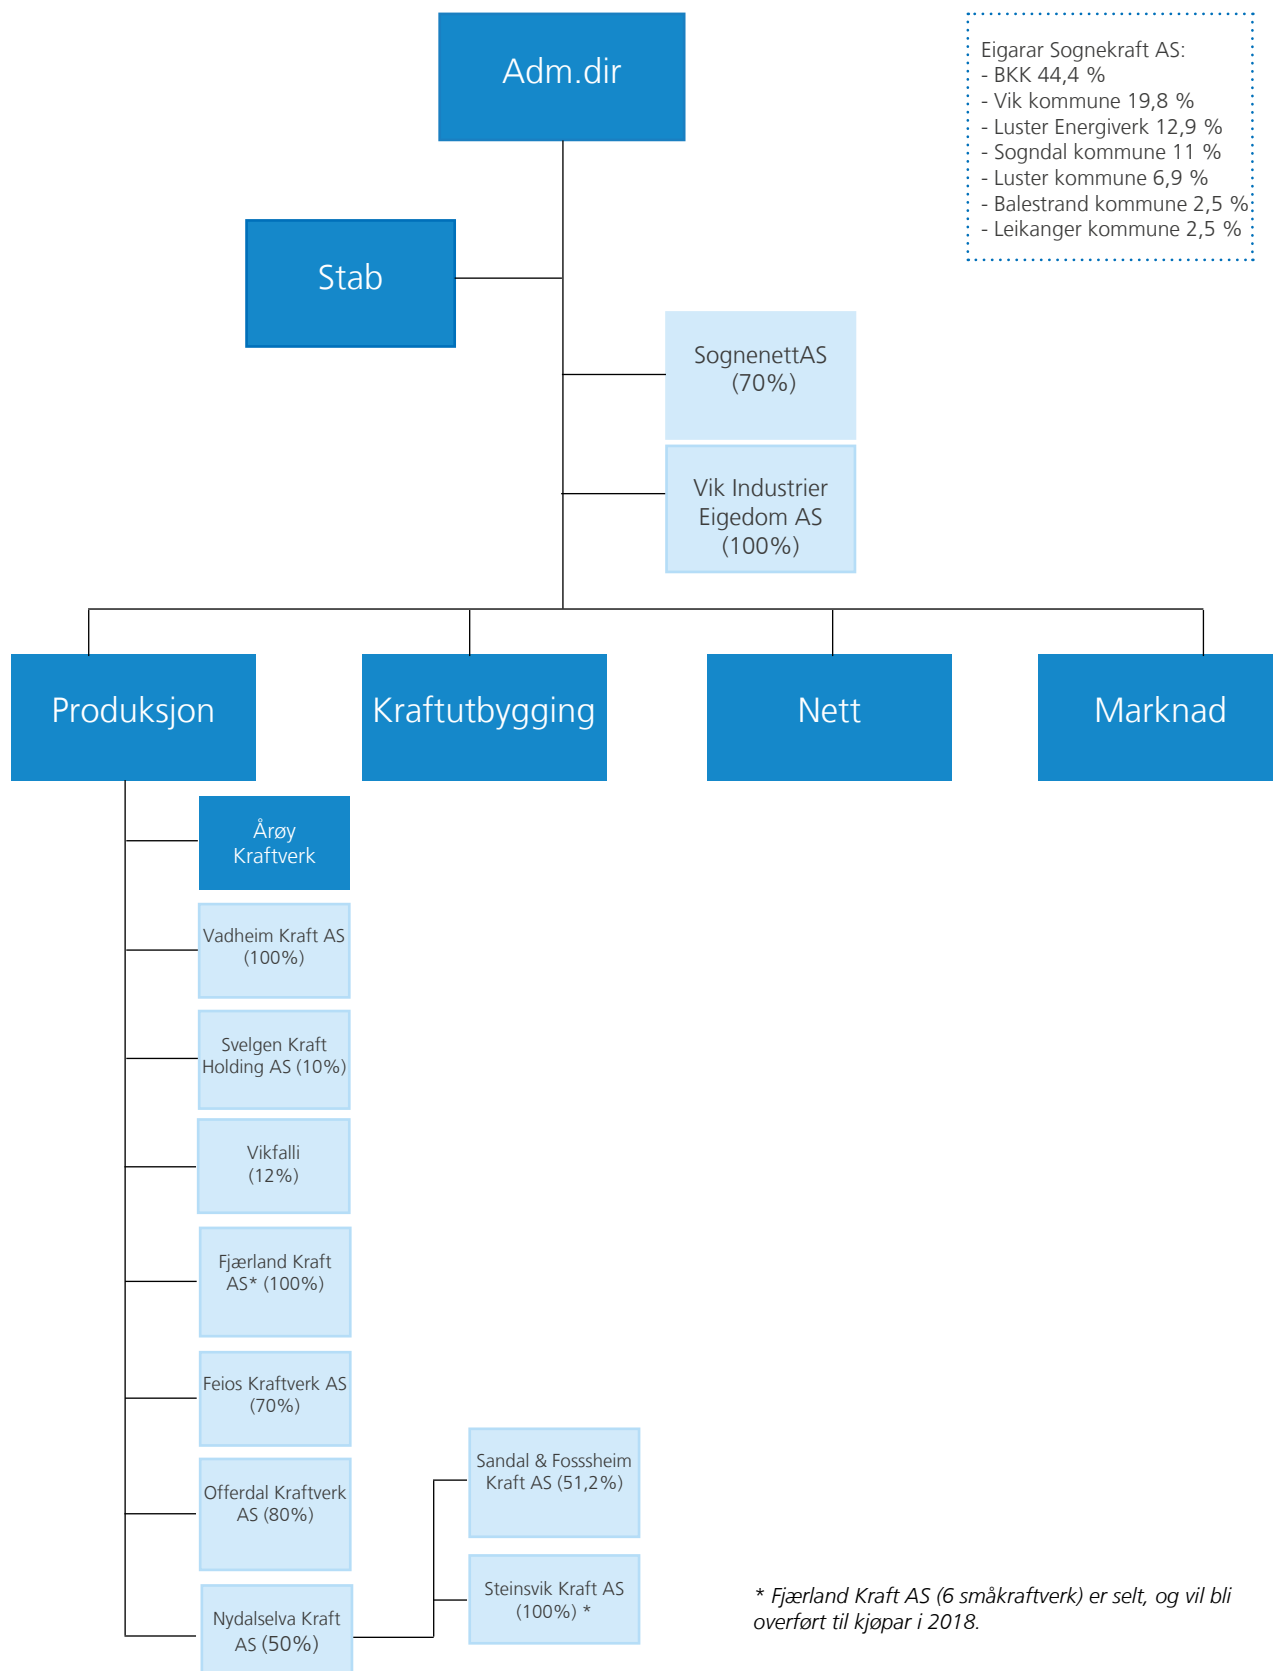 Adm.dir
Eigarar Sognekraft AS:
- BKK 44,4 %
- Vik kommune 19,8 %
- Luster Energiverk 12,9 %
- Sogndal kommune 11 %
- Luster kommune 6,9 %
- Balestrand kommune 2,5 %
- Leikanger kommune 2,5 %
Stab
SognenettAS
(70%)
Vik Industrier
Eigedom AS
(100%)
Produksjon
Kraftutbygging
Nett
Marknad
Årøy
Kraftverk
Vadheim Kraft AS
(100%)
Svelgen Kraft
Holding AS (10%)
Vikfalli
(12%)
Fjærland Kraft
AS* (100%)
Feios Kraftverk AS
(70%)
Offerdal Kraftverk
AS (80%)
Nydalselva Kraft
AS (50%)
Sandal & Fosssheim
Kraft AS (51,2%)
Steinsvik Kraft AS
(100%) *
* Fjærland Kraft AS (6 småkraftverk) er selt, og vil bli
overført til kjøpar i 2018.